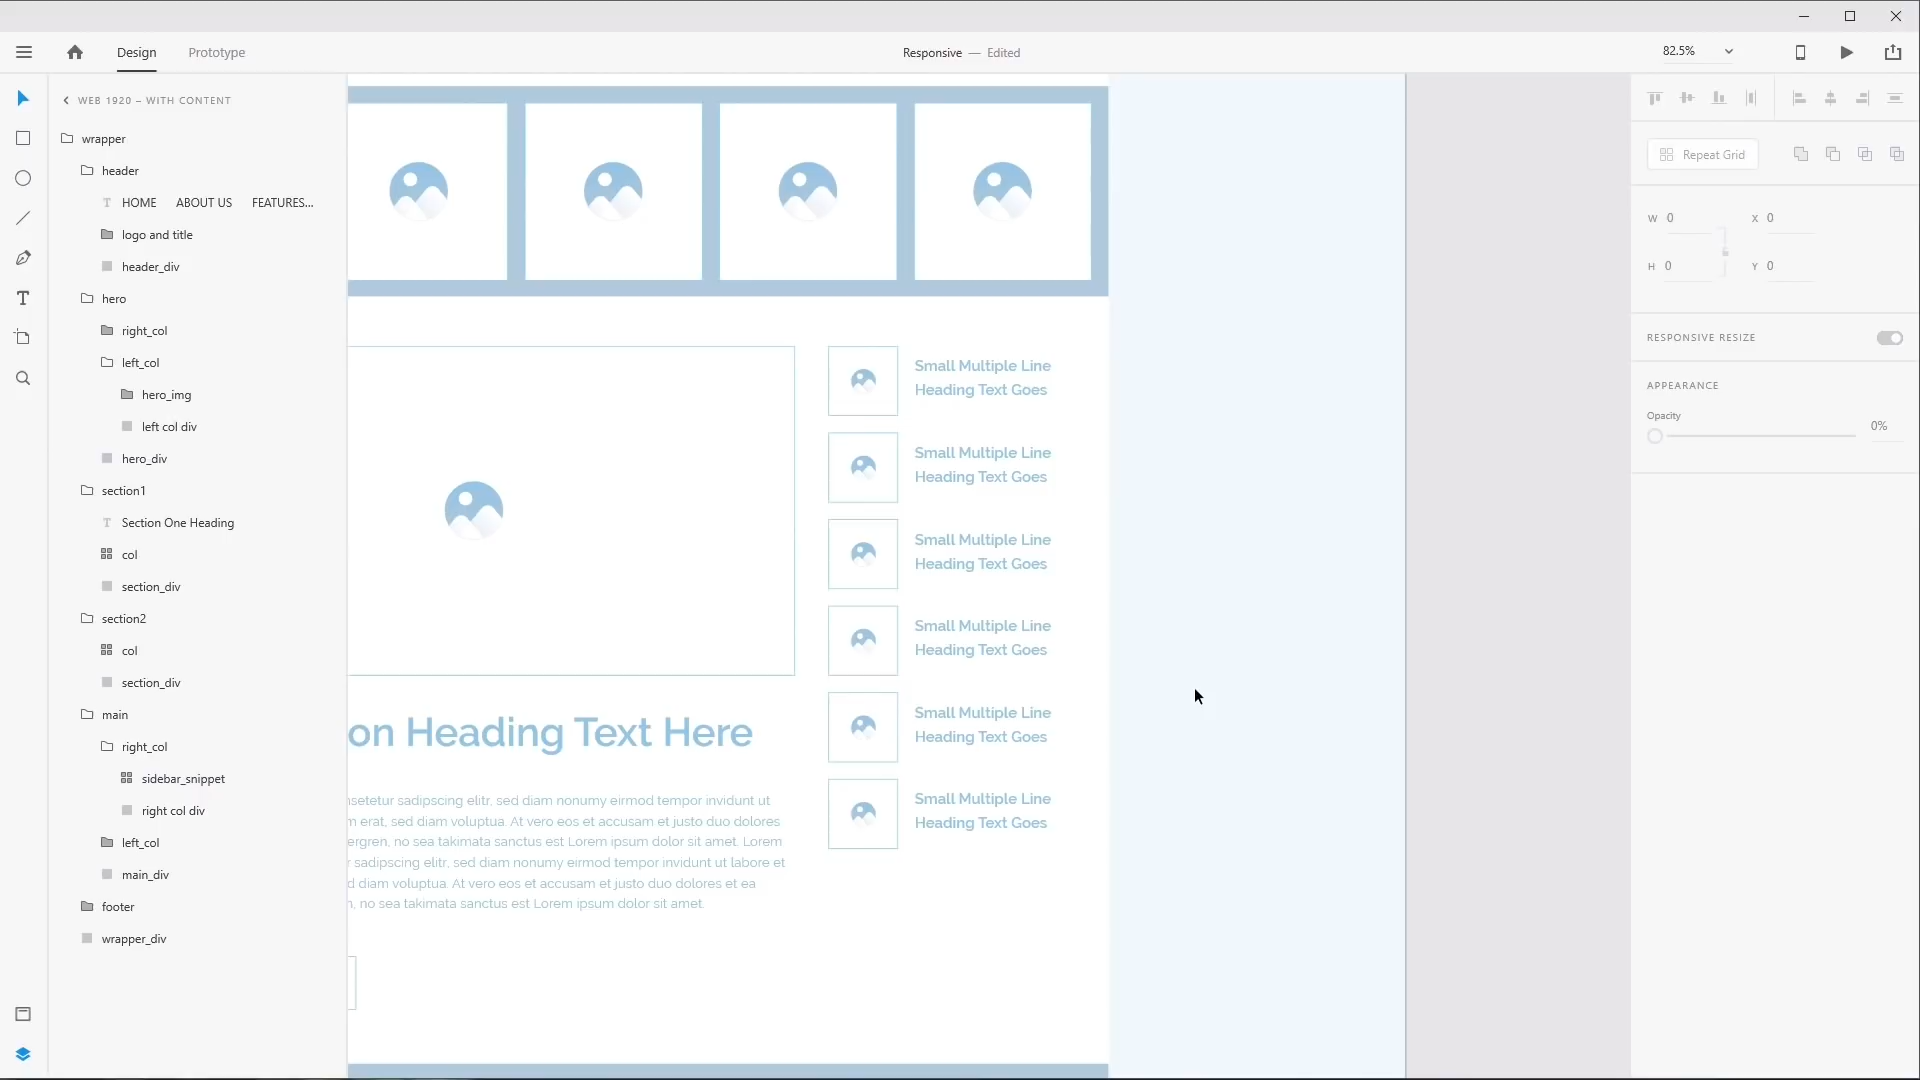 Design
Prototype
Responsive — Edited
82.5%
WEB 1920 – WITH CONTENT
wrapper
header
HOME ABOUT US FEATURES...
logo and title
header_div
hero
right_col
left_col
hero_img
left col div
hero_div
section1
Section One Heading
col
section_div
section2
col
section_div
main
right_col
sidebar_snippet
right col div
left_col
main_div
footer
wrapper_div
Small Multiple Line
Heading Text Goes
Small Multiple Line
Heading Text Goes
Small Multiple Line
Heading Text Goes
Small Multiple Line
Heading Text Goes
Small Multiple Line
Heading Text Goes
Small Multiple Line
Heading Text Goes
on Heading Text Here
nsetetur sadipscing elitr, sed diam nonumy eirmod tempor invidunt ut
m erat, sed diam voluptua. At vero eos et accusam et justo duo dolores
ergren, no sea takimata sanctus est Lorem ipsum dolor sit amet. Lorem
r sadipscing elitr, sed diam nonumy eirmod tempor invidunt ut labore et
d diam voluptua. At vero eos et accusam et justo duo dolores et ea
n, no sea takimata sanctus est Lorem ipsum dolor sit amet.
Repeat Grid
W 0 X 0
H 0 Y 0
RESPONSIVE RESIZE
APPEARANCE
Opacity
0%